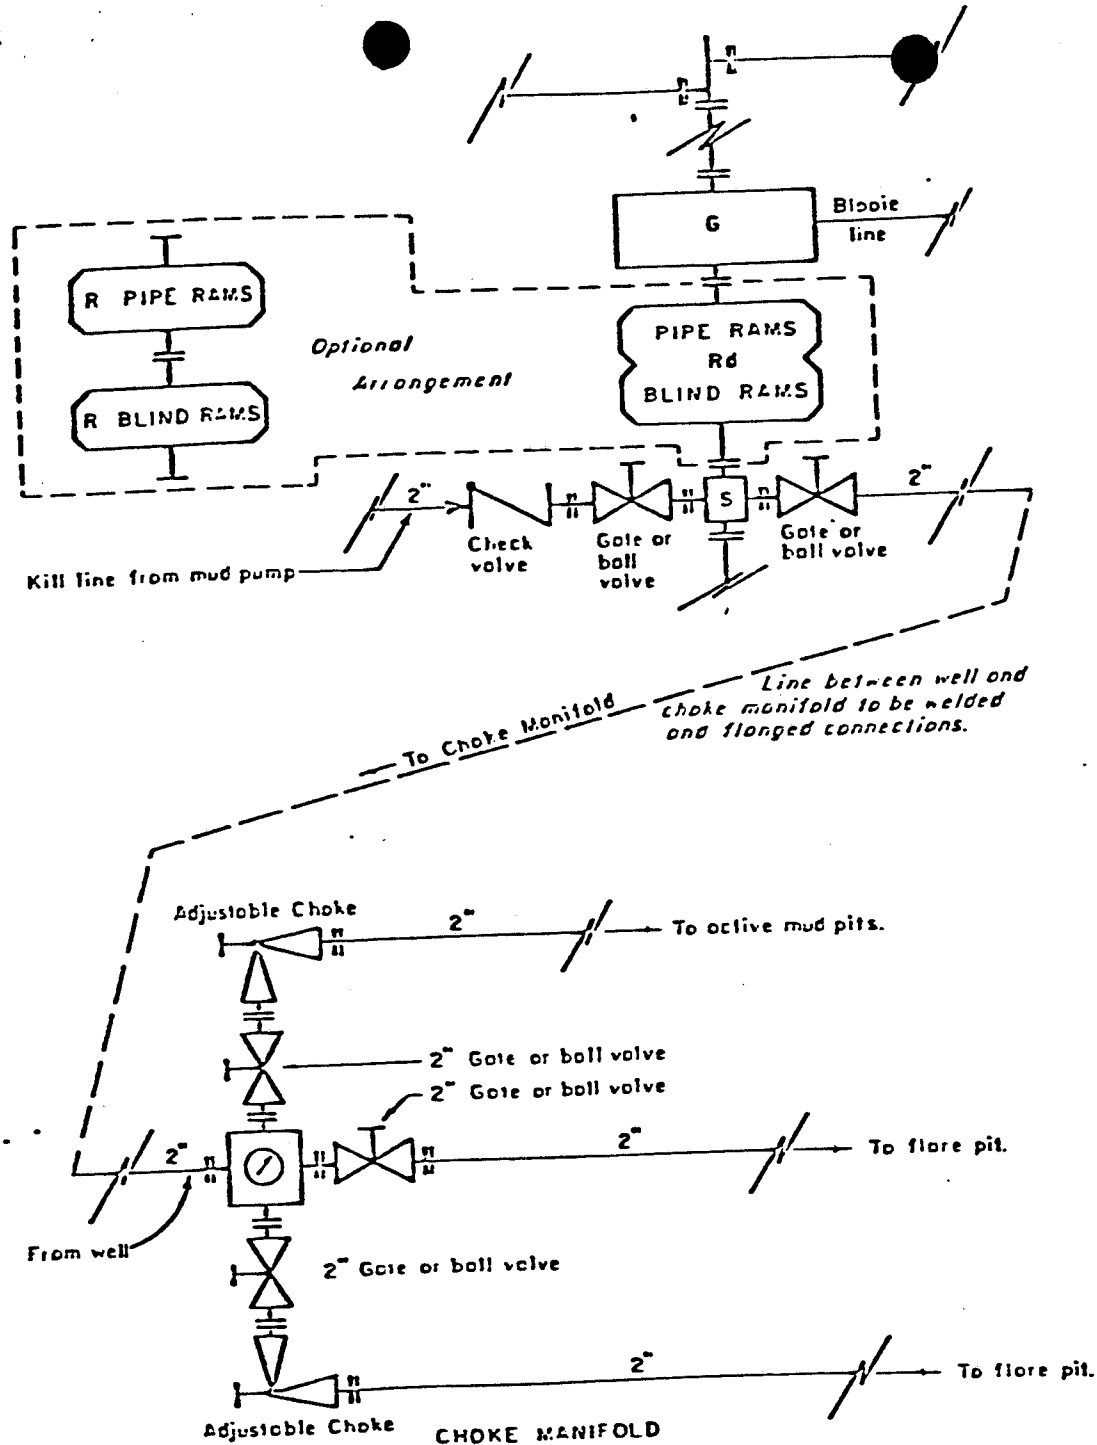 G
Blooie
line
R PIPE RAMS
R BLIND RAMS
Optional
Arrangement
PIPE RAMS
Rd
BLIND RAMS
2"
S
2"
Check
valve
Gate or
ball
valve
Gate or
ball valve
Kill line from mud pump
Line between well and
choke manifold to be welded
and flanged connections.
To Choke Manifold
Adjustable Choke
2"
To active mud pits.
2" Gate or ball valve
2" Gate or ball valve
2"
2"
To flare pit.
From well
2" Gate or ball valve
2"
To flare pit.
Adjustable Choke
CHOKE MANIFOLD